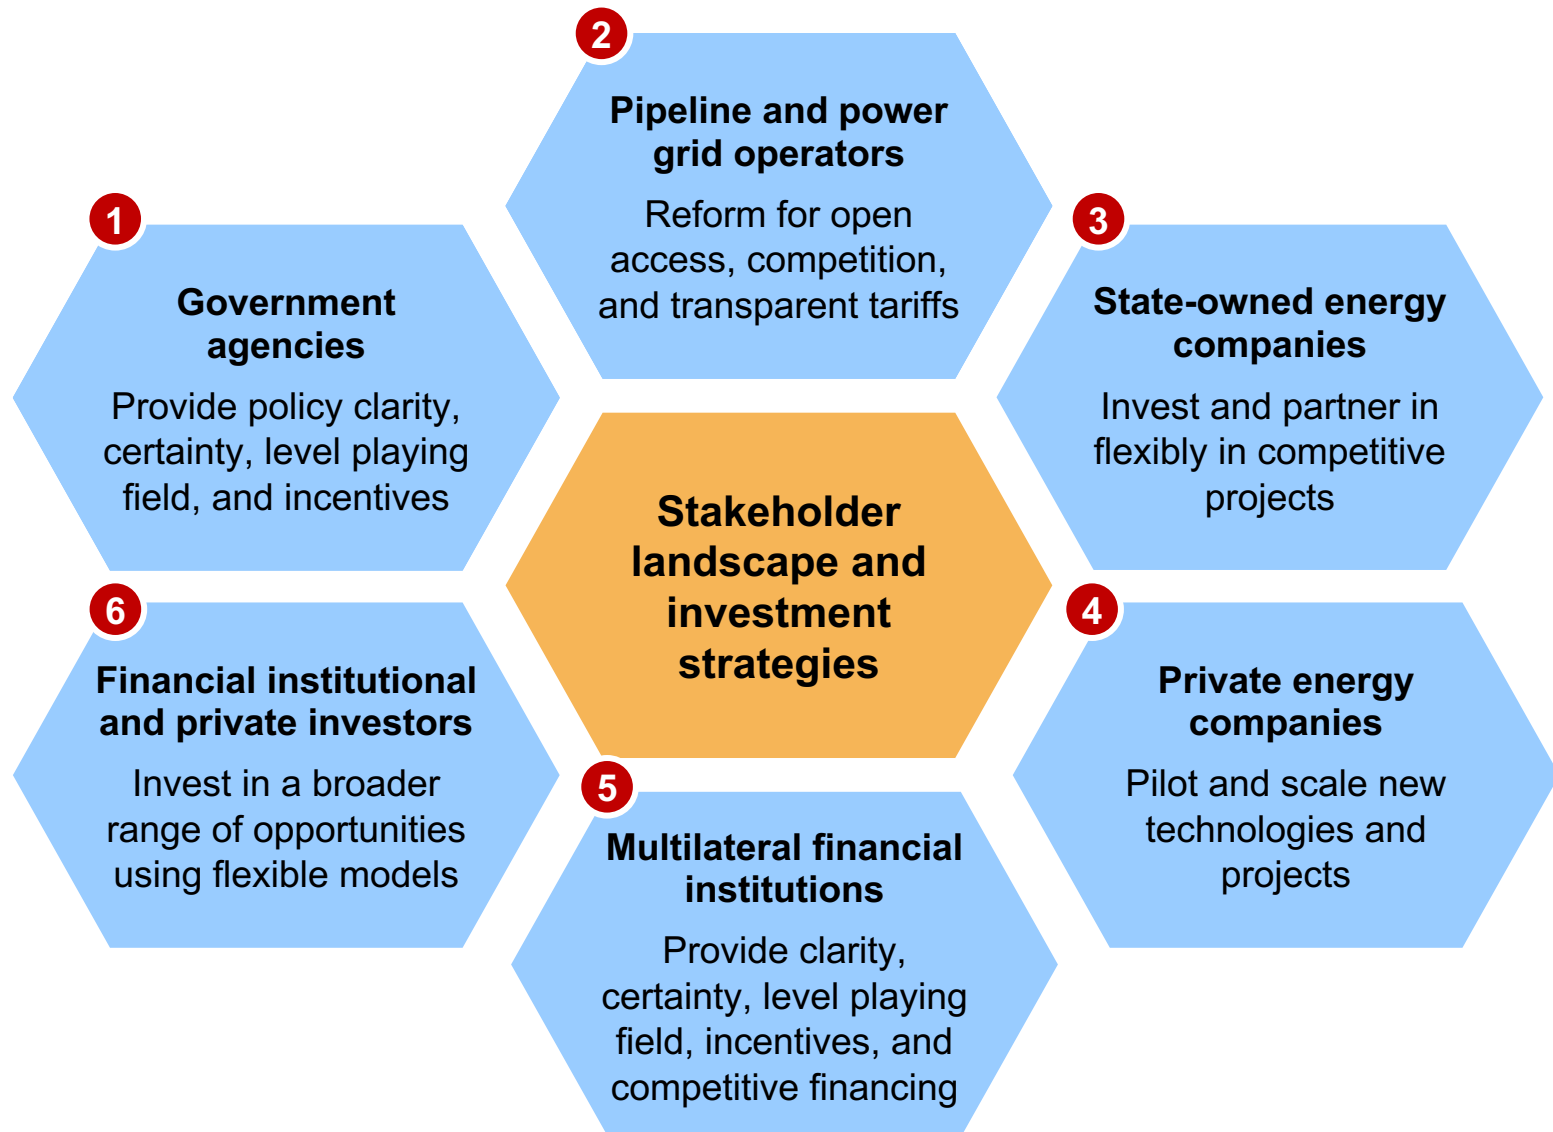 1
Government
agencies
Provide policy clarity,
certainty, level playing
field, and incentives
2
Pipeline and power
grid operators
Reform for open
access, competition,
and transparent tariffs
3
State-owned energy
companies
Invest and partner in
flexibly in competitive
projects
Stakeholder
landscape and
investment
strategies
4
Private energy
companies
Pilot and scale new
technologies and
projects
5
Multilateral financial
institutions
Provide clarity,
certainty, level playing
field, incentives, and
competitive financing
6
Financial institutional
and private investors
Invest in a broader
range of opportunities
using flexible models